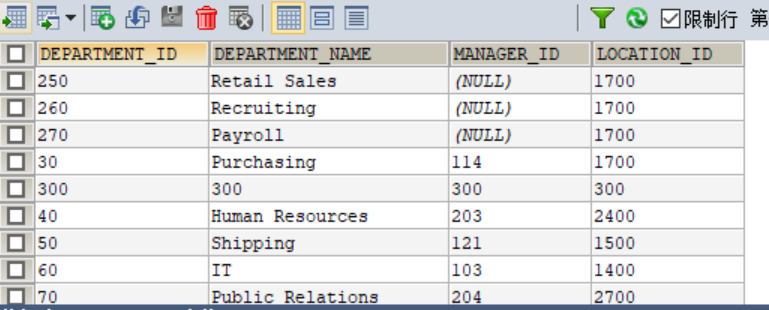 限制行 第
DEPARTMENT_ID DEPARTMENT_NAME MANAGER_ID LOCATION_ID
250 Retail Sales (NULL) 1700
260 Recruiting (NULL) 1700
270 Payroll (NULL) 1700
30 Purchasing 114 1700
300 300 300 300
40 Human Resources 203 2400
50 Shipping 121 1500
60 IT 103 1400
70 Public Relations 204 2700